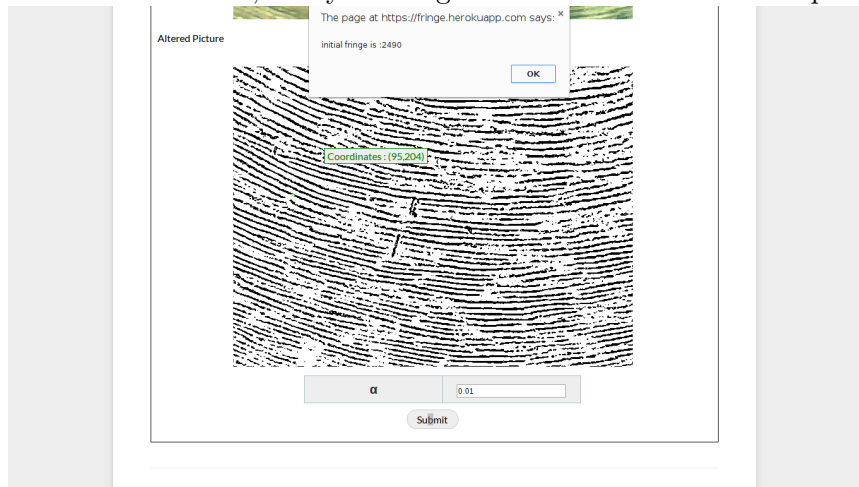 The page at https://fringe.herokuapp.com says: ×
Altered Picture
initial fringe is :2490
OK
Coordinates : (95,204)
α 0.01
Submit